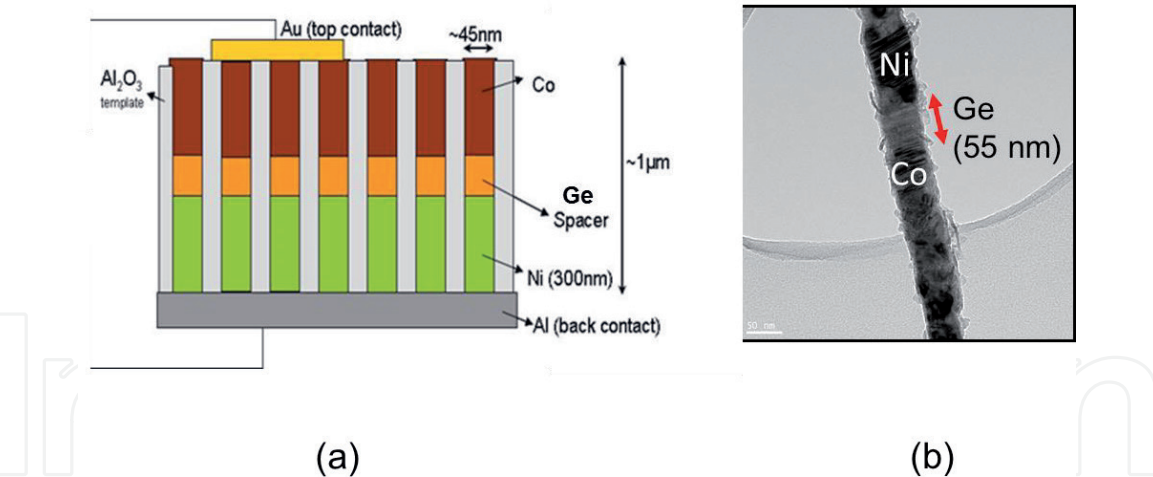 Au (top contact)
~45nm
Al₂O₃
template
Co
~1µm
Ge
Spacer
Ni (300nm)
Al (back contact)
(a)
Ni
Ge
(55 nm)
Co
50 nm
(b)